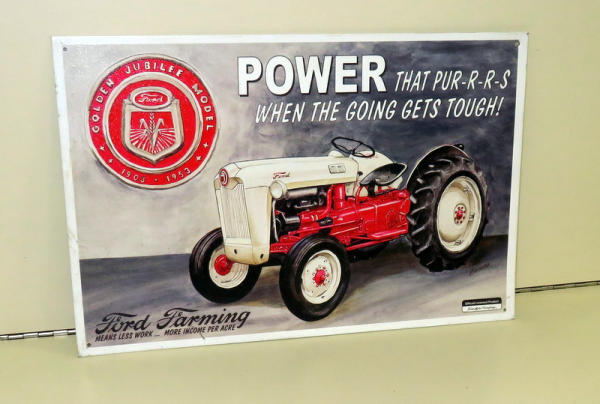 GOLDEN JUBILEE MODEL
Ford
1903 - 1953
POWER THAT PUR-R-R-S
WHEN THE GOING GETS TOUGH!
Ford
Ford Farming
MEANS LESS WORK ... MORE INCOME PER ACRE